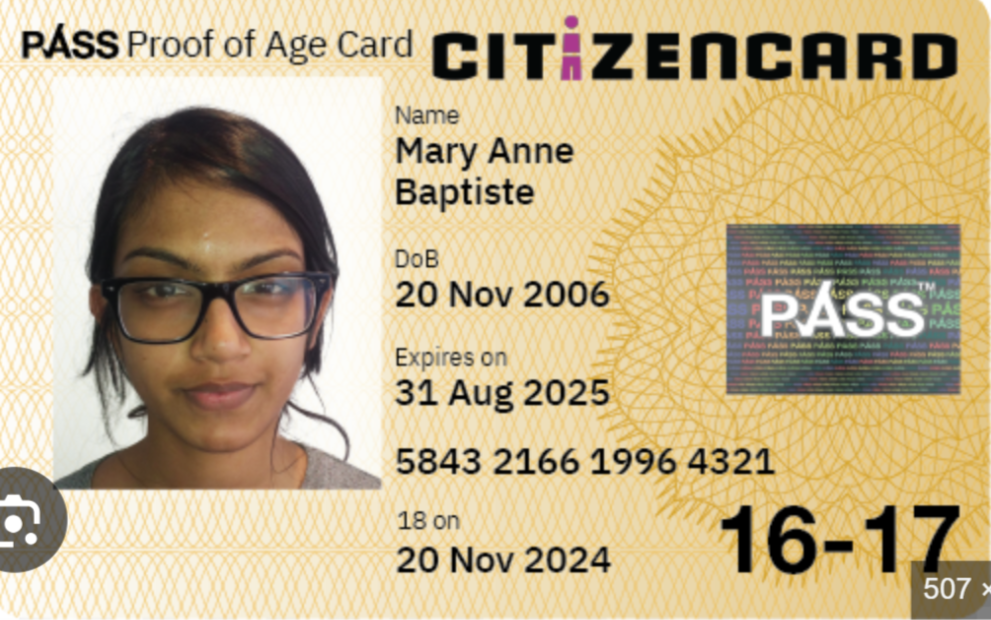 PÁSS Proof of Age Card
CITiZENCARD
Name
Mary Anne
Baptiste
DoB
20 Nov 2006
Expires on
31 Aug 2025
5843 2166 1996 4321
18 on
20 Nov 2024
PÁSS™
16-17
507 ×